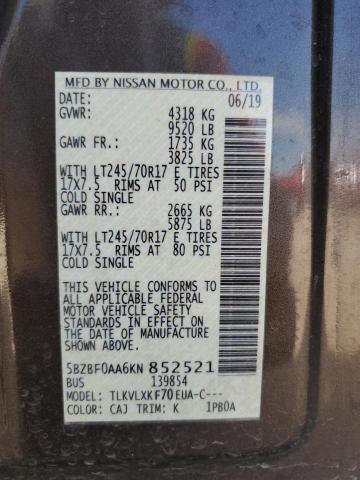 MFD BY NISSAN MOTOR CO., LTD.
DATE: 06/19
GVWR: 4318 KG
9520 LB
GAWR FR: 1735 KG
3825 LB
WITH LT245/70R17 E TIRES
17X7.5 RIMS AT 50 PSI
COLD SINGLE
GAWR RR: 2665 KG
5875 LB
WITH LT245/70R17 E TIRES
17X7.5 RIMS AT 80 PSI
COLD SINGLE
THIS VEHICLE CONFORMS TO ALL
APPLICABLE FEDERAL
MOTOR VEHICLE SAFETY
STANDARDS IN EFFECT ON THE
DATE OF MANUFACTURE
SHOWN ABOVE.
5BZBF0AA6KN 852521
BUS 139854
MODEL: TLKVLXKF70EUA-C---
COLOR: CAJ TRIM: K 1PB0A